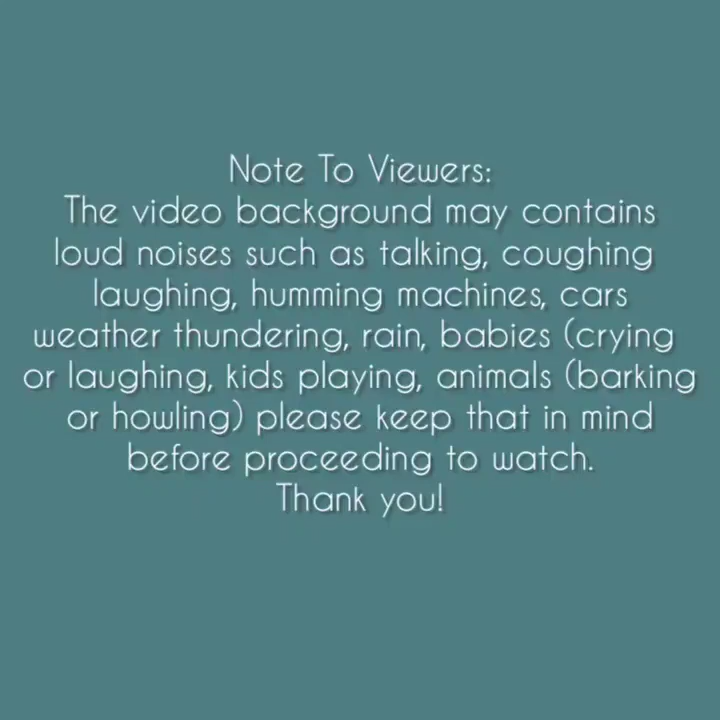 Note To Viewers:
The video background may contains
loud noises such as talking, coughing
laughing, humming machines, cars
weather thundering, rain, babies (crying
or laughing, kids playing, animals (barking
or howling) please keep that in mind
before proceeding to watch.
Thank you!